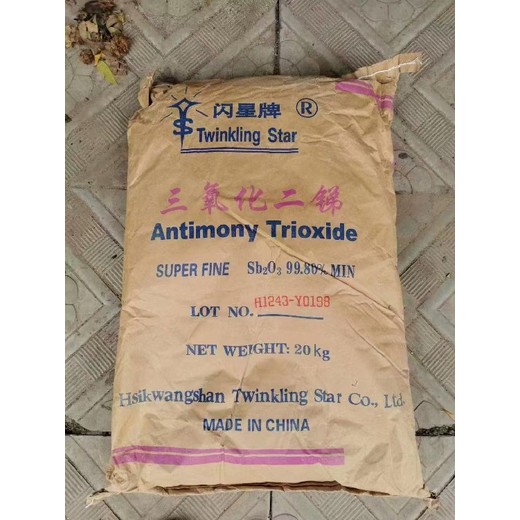 闪星牌 ®
Twinkling Star
三氧化二锑
Antimony Trioxide
SUPER FINE Sb₂O₃ 99.80% MIN
LOT NO. H1243-Y0199
NET WEIGHT: 20kg
Hsikwangshan Twinkling Star Co., Ltd.
MADE IN CHINA